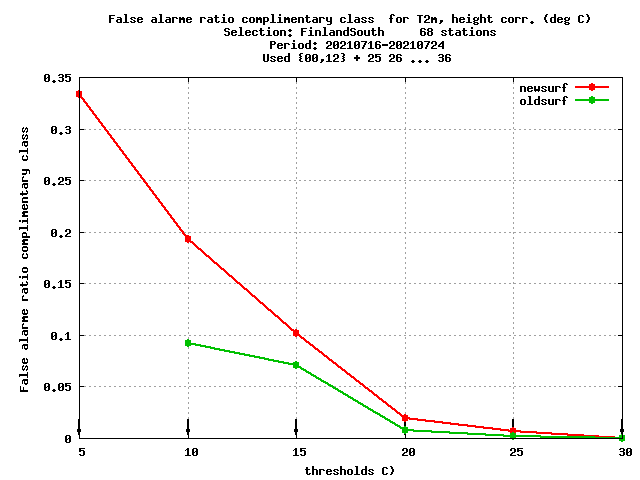 False alarme ratio complimentary class  for T2m, height corr. (deg C)
Selection: FinlandSouth     68 stations
Period: 20210716-20210724
Used {00,12} + 25 26 ... 36
newsurf
oldsurf
False alarme ratio complimentary class
0.35
0.3
0.25
0.2
0.15
0.1
0.05
0
5 10 15 20 25 30
thresholds C)